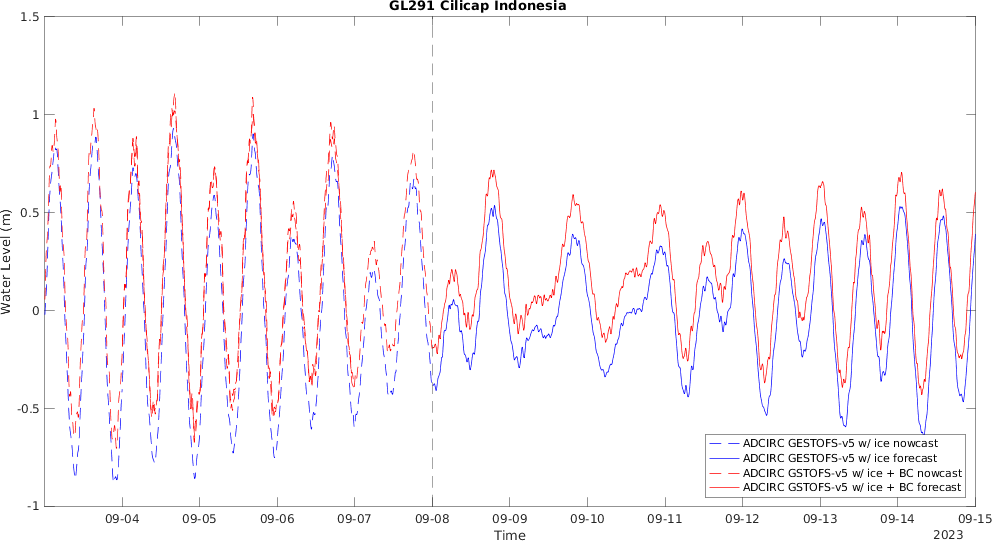 GL291 Cilicap Indonesia
1.5
1
0.5
0
-0.5
-1
Water Level (m)
09-04 09-05 09-06 09-07 09-08 09-09 09-10 09-11 09-12 09-13 09-14 09-15
Time
2023
ADCIRC GESTOFS-v5 w/ ice nowcast
ADCIRC GESTOFS-v5 w/ ice forecast
ADCIRC GSTOFS-v5 w/ ice + BC nowcast
ADCIRC GSTOFS-v5 w/ ice + BC forecast